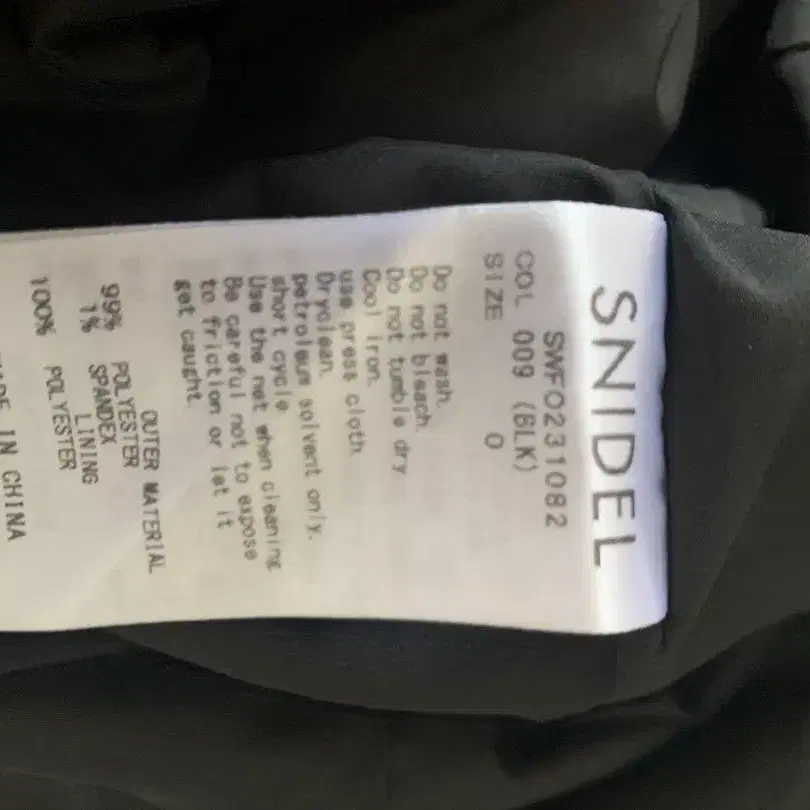 SNIDEL
SWFO231082
COL 009 (BLK)
SIZE 0
Do not wash.
Do not bleach.
Do not tumble dry
Cool iron.
use press cloth
Dryclean.
petroleum solvent only.
short cycle
Use the net when cleaning
Be careful not to expose
to friction or let it
get caught.
OUTER MATERIAL
99% POLYESTER
1% SPANDEX
LINING
100% POLYESTER
IN CHINA